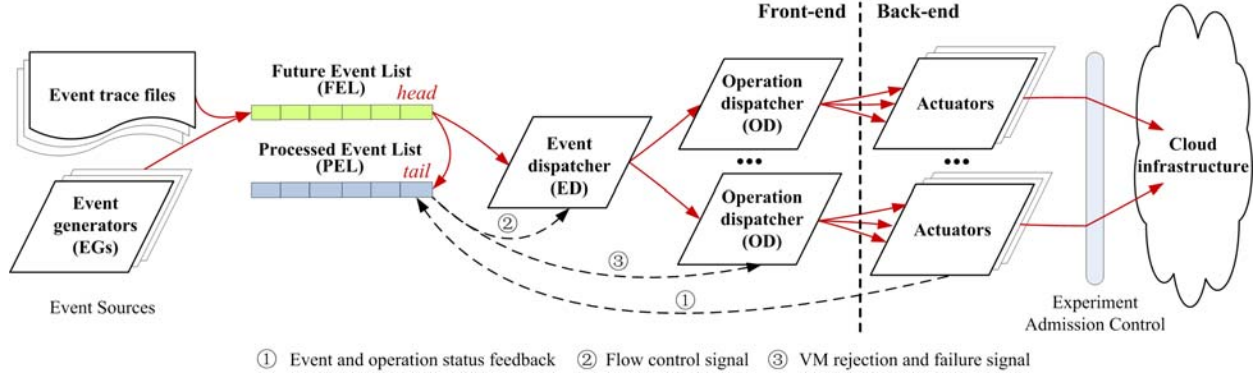 Front-end
Back-end
Event trace files
Future Event List
(FEL)
head
Processed Event List
(PEL)
tail
Event
generators
(EGs)
Event Sources
Event
dispatcher
(ED)
Operation
dispatcher
(OD)
•••
Operation
dispatcher
(OD)
Actuators
•••
Actuators
Cloud
infrastructure
Experiment
Admission Control
②
③
①
① Event and operation status feedback ② Flow control signal ③ VM rejection and failure signal